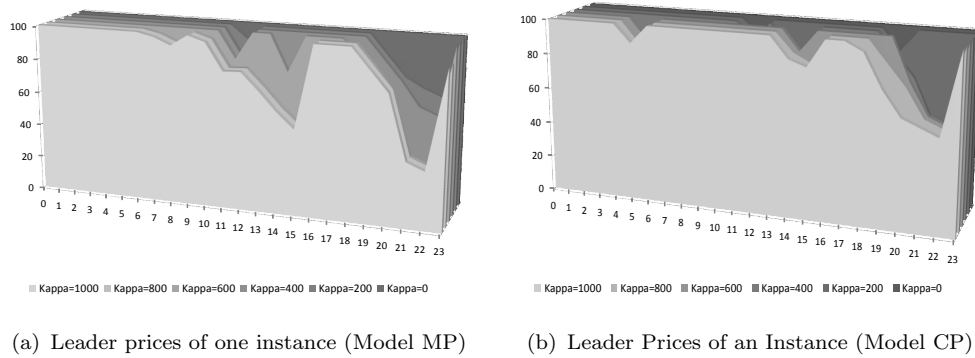 100
80
60
40
20
0
0 1 2 3 4 5 6 7 8 9 10 11 12 13 14 15 16 17 18 19 20 21 22 23
Kappa=1000 Kappa=800 Kappa=600 Kappa=400 Kappa=200 Kappa=0
(a) Leader prices of one instance (Model MP)
100
80
60
40
20
0
0 1 2 3 4 5 6 7 8 9 10 11 12 13 14 15 16 17 18 19 20 21 22 23
Kappa=1000 Kappa=800 Kappa=600 Kappa=400 Kappa=200 Kappa=0
(b) Leader Prices of an Instance (Model CP)